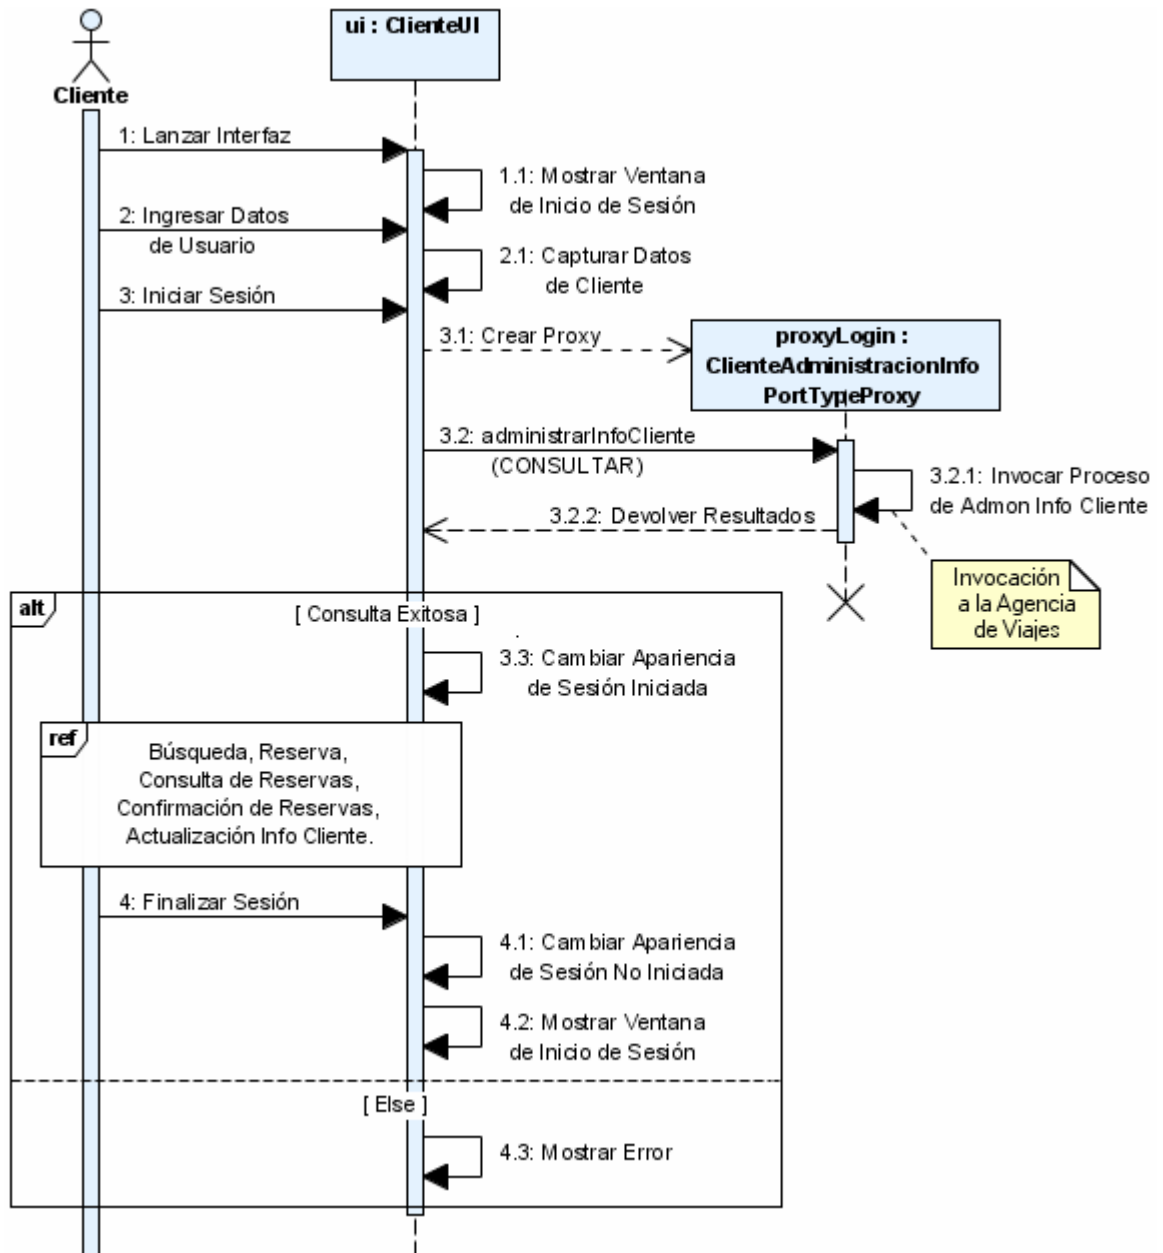 ui : ClienteUI
Cliente
1: Lanzar Interfaz
1.1: Mostrar Ventana
de Inicio de Sesión
2: Ingresar Datos
de Usuario
2.1: Capturar Datos
de Cliente
3: Iniciar Sesión
3.1: Crear Proxy
proxyLogin :
ClienteAdministracionInfo
PortTypeProxy
3.2: administrarInfoCliente
(CONSULTAR)
3.2.1: Invocar Proceso
de Admon Info Cliente
3.2.2: Devolver Resultados
Invocación
a la Agencia
de Viajes
alt
[ Consulta Exitosa ]
3.3: Cambiar Apariencia
de Sesión Iniciada
ref
Búsqueda, Reserva,
Consulta de Reservas,
Confirmación de Reservas,
Actualización Info Cliente.
4: Finalizar Sesión
4.1: Cambiar Apariencia
de Sesión No Iniciada
4.2: Mostrar Ventana
de Inicio de Sesión
[ Else ]
4.3: Mostrar Error